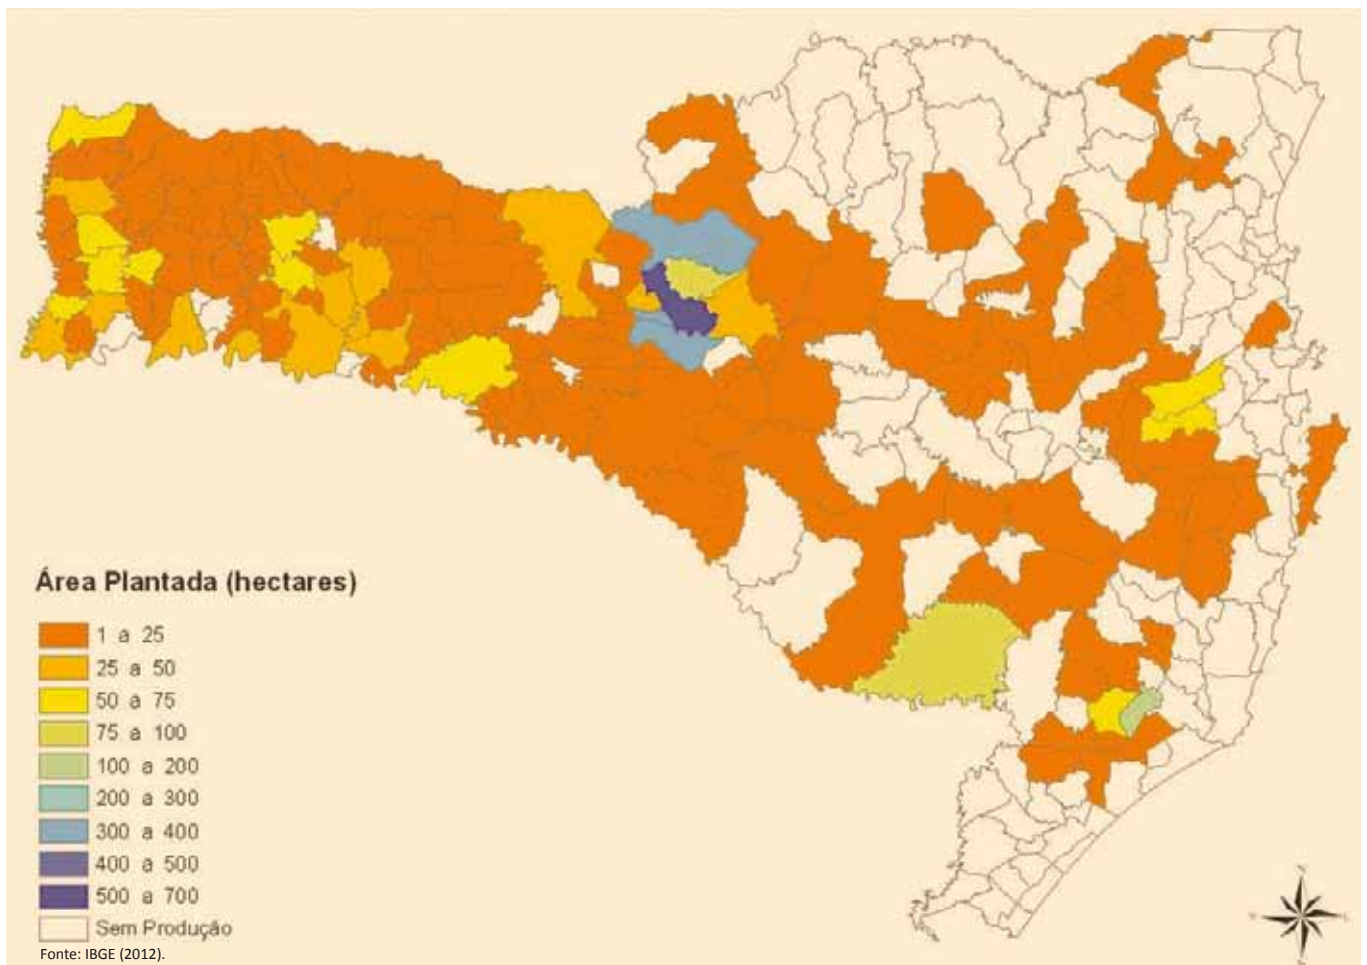 Área Plantada (hectares)
1 a 25
25 a 50
50 a 75
75 a 100
100 a 200
200 a 300
300 a 400
400 a 500
500 a 700
Sem Produção
Fonte: IBGE (2012).